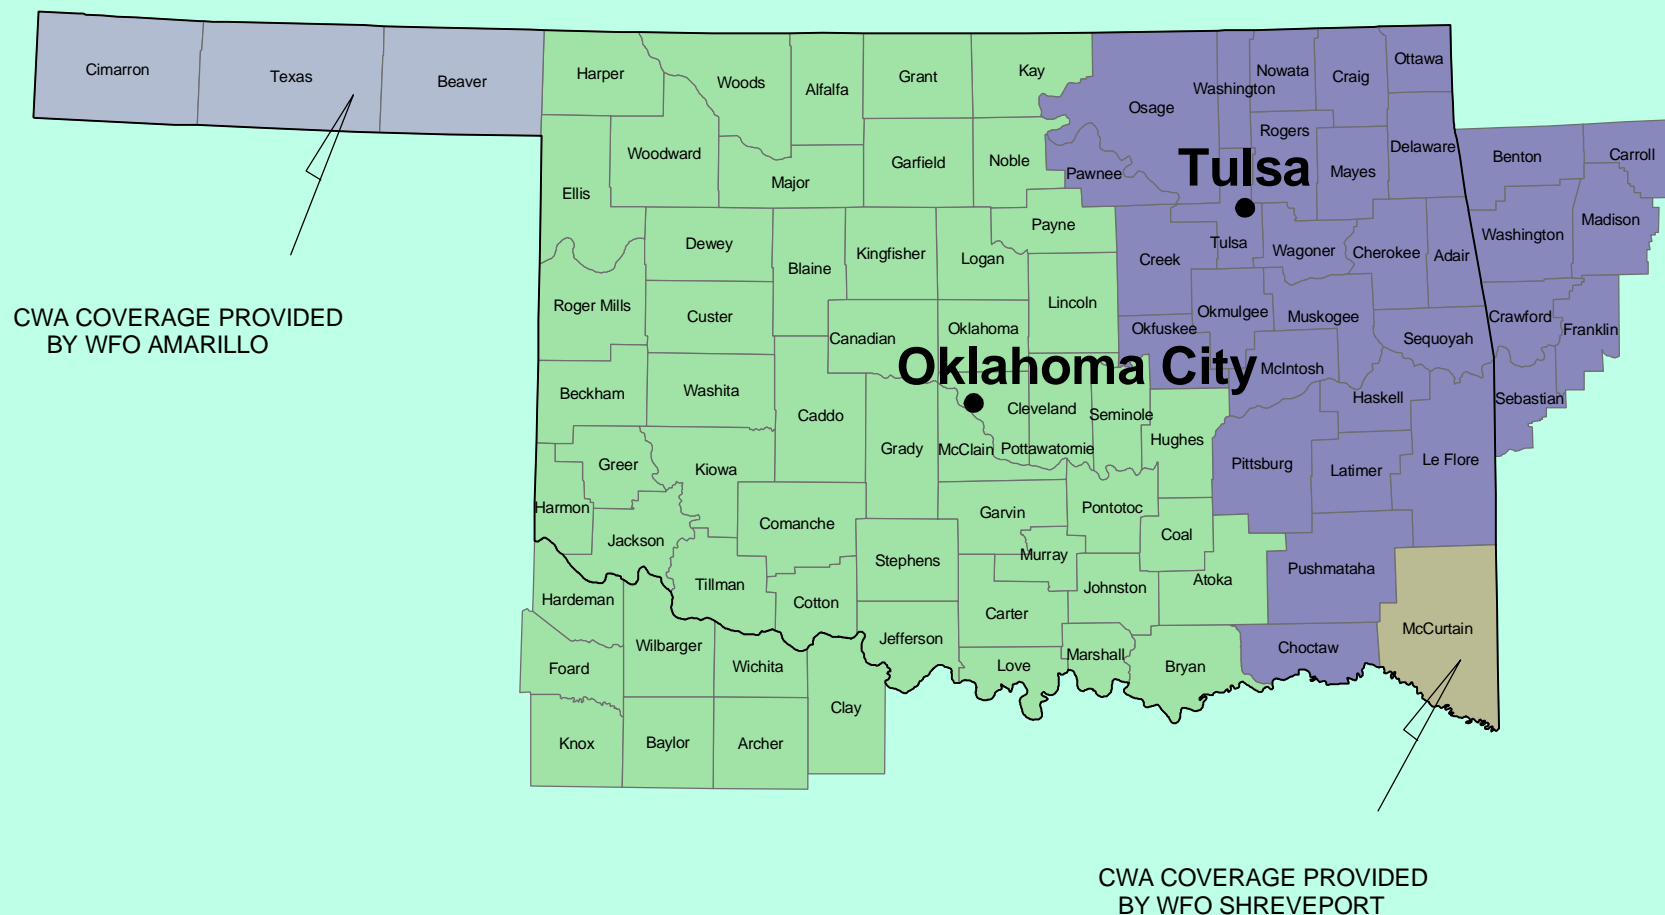 Cimarron
Texas
Beaver
Harper
Woods
Alfalfa
Grant
Kay
Osage
Washington
Nowata
Craig
Ottawa
Woodward
Ellis
Major
Garfield
Noble
Pawnee
Rogers
Mayes
Delaware
Benton
Carroll
Tulsa
Dewey
Blaine
Kingfisher
Logan
Payne
Creek
Tulsa
Wagoner
Cherokee
Adair
Washington
Madison
Roger Mills
Custer
Canadian
Oklahoma
Lincoln
Okfuskee
Okmulgee
Muskogee
Sequoyah
Crawford
Franklin
CWA COVERAGE PROVIDED
BY WFO AMARILLO
Oklahoma City
Beckham
Washita
Caddo
Grady
McClain
Cleveland
Pottawatomie
Seminole
Hughes
McIntosh
Haskell
Sebastian
Greer
Kiowa
Pittsburg
Latimer
Le Flore
Harmon
Jackson
Comanche
Stephens
Garvin
Murray
Pontotoc
Coal
Tillman
Cotton
Carter
Johnston
Atoka
Pushmataha
McCurtain
Hardeman
Foard
Wilbarger
Wichita
Clay
Jefferson
Love
Marshall
Bryan
Choctaw
Knox
Baylor
Archer
CWA COVERAGE PROVIDED
BY WFO SHREVEPORT